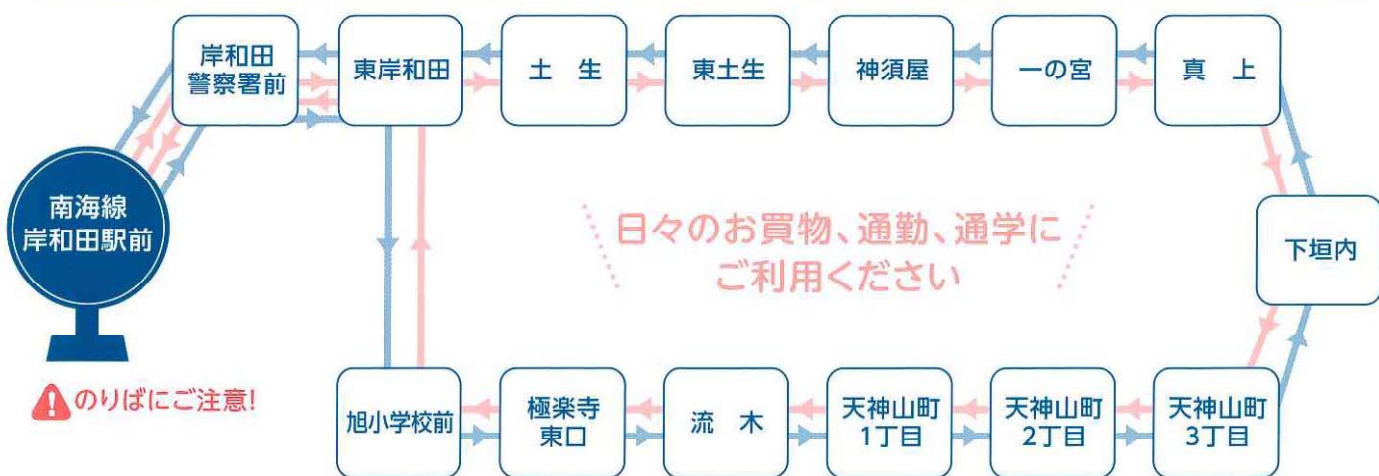 岸和田
警察署前
東岸和田
土 生
東土生
神須屋
一の宮
真 上
南海線
岸和田駅前
日々のお買物、通勤、通学に
ご利用ください
下垣内
のりばにご注意!
旭小学校前
極楽寺
東口
流 木
天神山町
1丁目
天神山町
2丁目
天神山町
3丁目